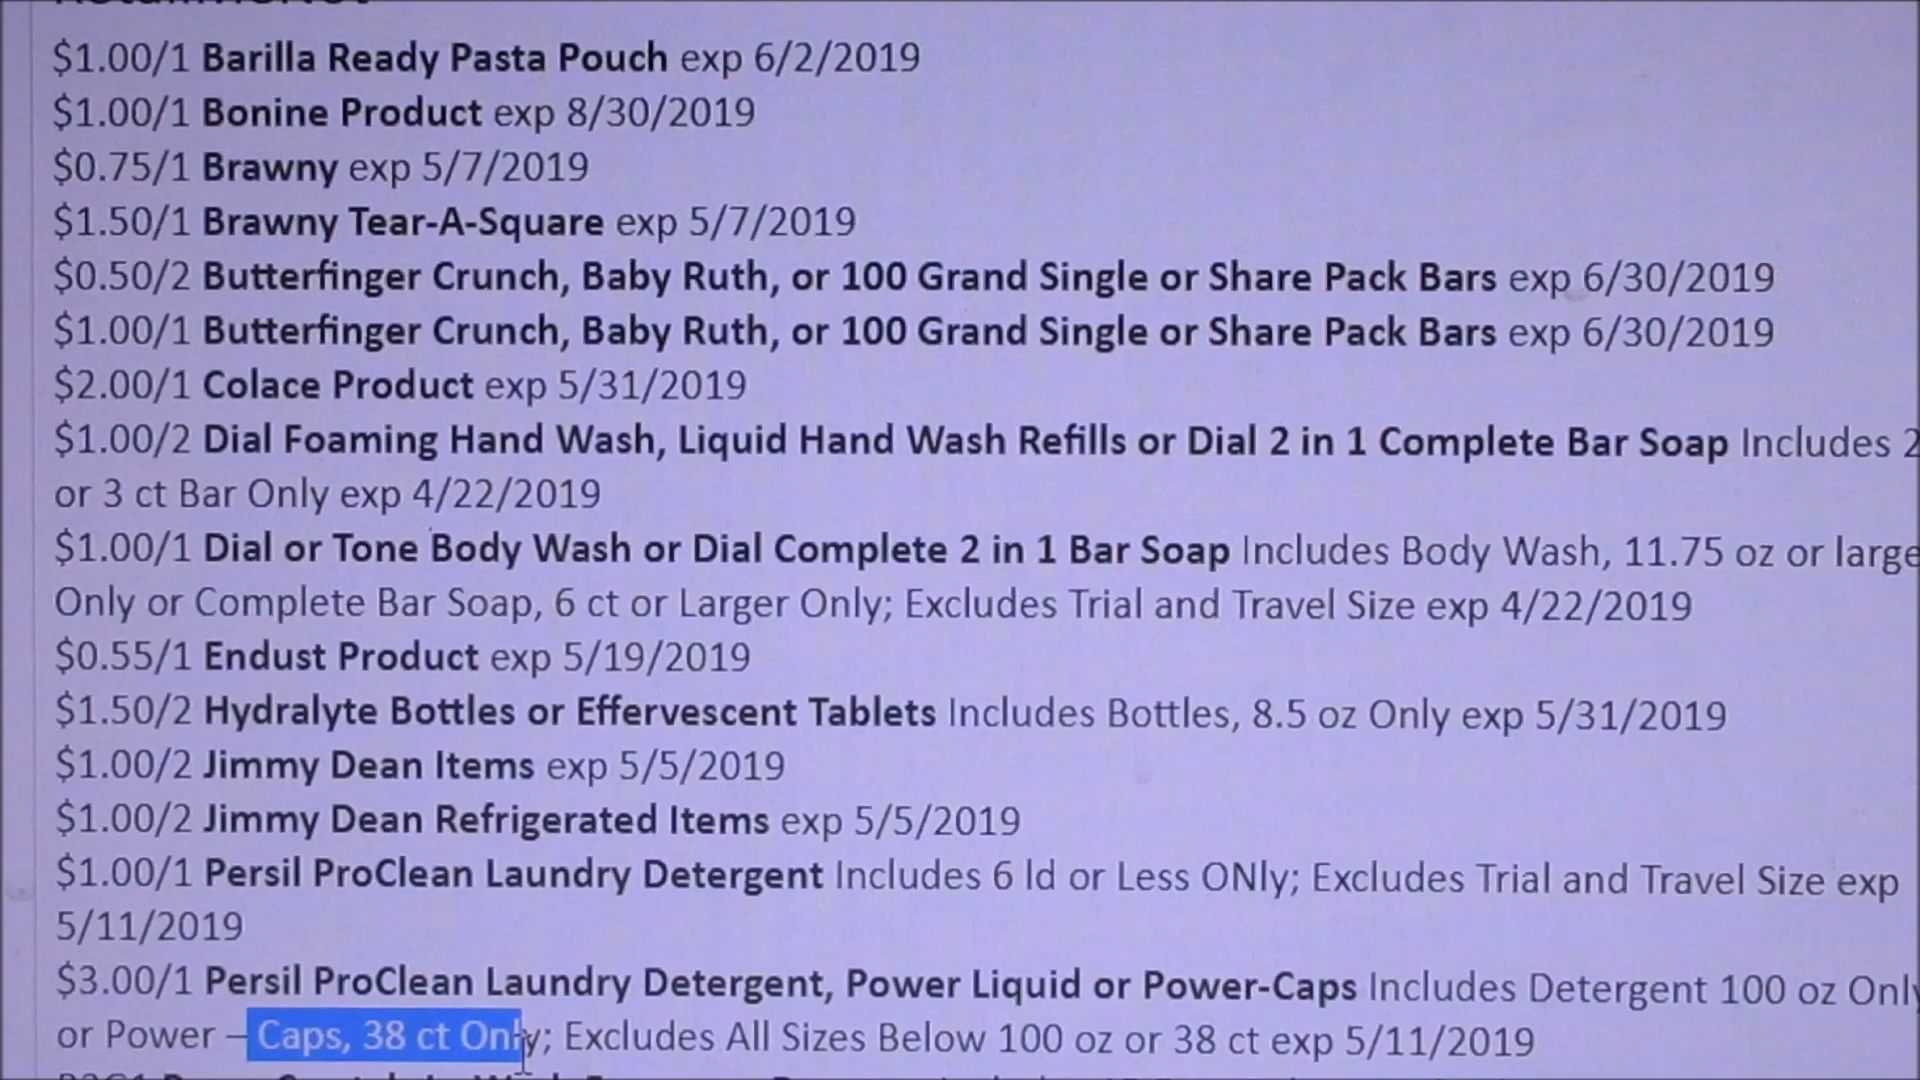 $1.00/1 Barilla Ready Pasta Pouch exp 6/2/2019
$1.00/1 Bonine Product exp 8/30/2019
$0.75/1 Brawny exp 5/7/2019
$1.50/1 Brawny Tear-A-Square exp 5/7/2019
$0.50/2 Butterfinger Crunch, Baby Ruth, or 100 Grand Single or Share Pack Bars exp 6/30/2019
$1.00/1 Butterfinger Crunch, Baby Ruth, or 100 Grand Single or Share Pack Bars exp 6/30/2019
$2.00/1 Colace Product exp 5/31/2019
$1.00/2 Dial Foaming Hand Wash, Liquid Hand Wash Refills or Dial 2 in 1 Complete Bar Soap Includes 2
or 3 ct Bar Only exp 4/22/2019
$1.00/1 Dial or Tone Body Wash or Dial Complete 2 in 1 Bar Soap Includes Body Wash, 11.75 oz or large
Only or Complete Bar Soap, 6 ct or Larger Only; Excludes Trial and Travel Size exp 4/22/2019
$0.55/1 Endust Product exp 5/19/2019
$1.50/2 Hydralyte Bottles or Effervescent Tablets Includes Bottles, 8.5 oz Only exp 5/31/2019
$1.00/2 Jimmy Dean Items exp 5/5/2019
$1.00/2 Jimmy Dean Refrigerated Items exp 5/5/2019
$1.00/1 Persil ProClean Laundry Detergent Includes 6 ld or Less ONly; Excludes Trial and Travel Size exp
5/11/2019
$3.00/1 Persil ProClean Laundry Detergent, Power Liquid or Power-Caps Includes Detergent 100 oz Only
or Power – Caps, 38 ct Only; Excludes All Sizes Below 100 oz or 38 ct exp 5/11/2019